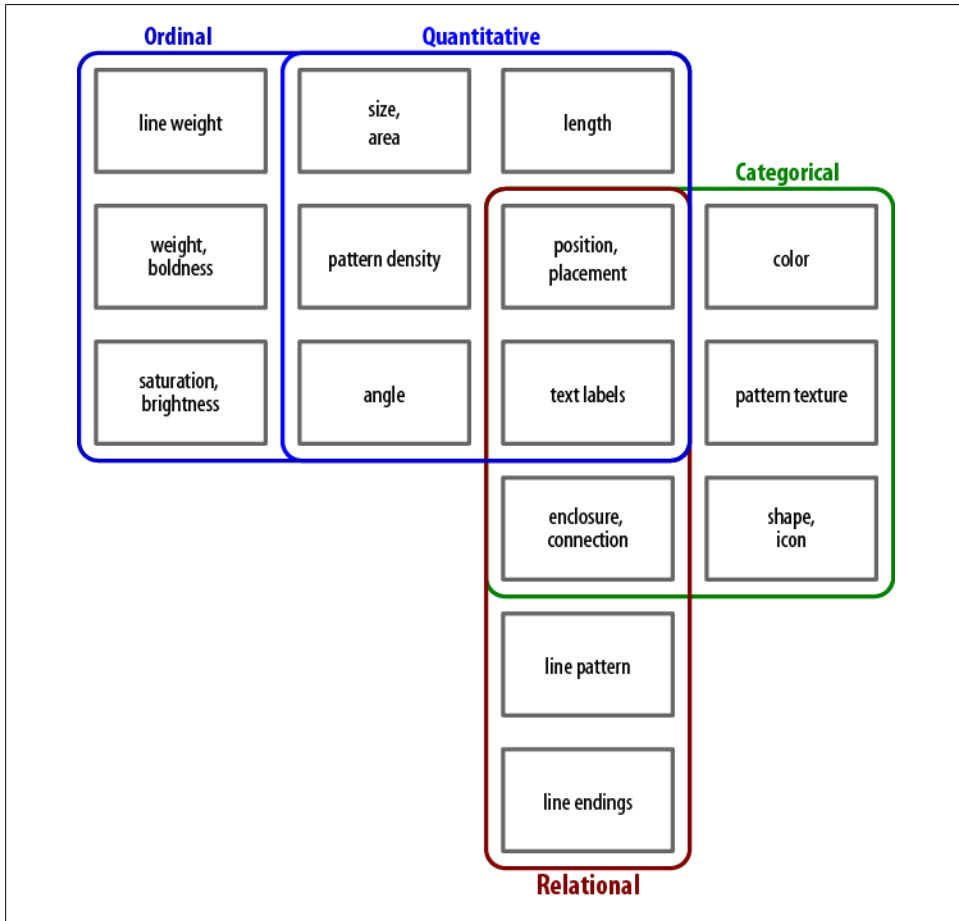 Ordinal
Quantitative
line weight
size,
area
length
Categorical
weight,
boldness
pattern density
position,
placement
color
saturation,
brightness
angle
text labels
pattern texture
enclosure,
connection
shape,
icon
line pattern
line endings
Relational